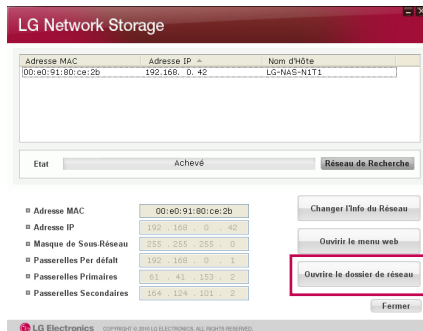 LG Network Storage
Adresse MAC Adresse IP Nom d'Hôte
00:e0:91:80:ce:2b 192.168. 0. 42 LG-NAS-N1T1
Etat Achevé Réseau de Recherche
Adresse MAC 00:e0:91:80:ce:2b
Adresse IP 192 . 168 . 0 . 42
Masque de Sous-Réseau 255 . 255 . 255 . 0
Passerelles Per défalt 192 . 168 . 0 . 1
Passerelles Primaires 61 . 41 . 153 . 2
Passerelles Secondaires 164 . 124 . 101 . 2
Changer l'Info du Réseau
Ouvirir le menu web
Ouvrire le dossier de réseau
Fermer
LG Electronics COPYRIGHT © 2010 LG ELECTRONICS. ALL RIGHTS RESERVED.